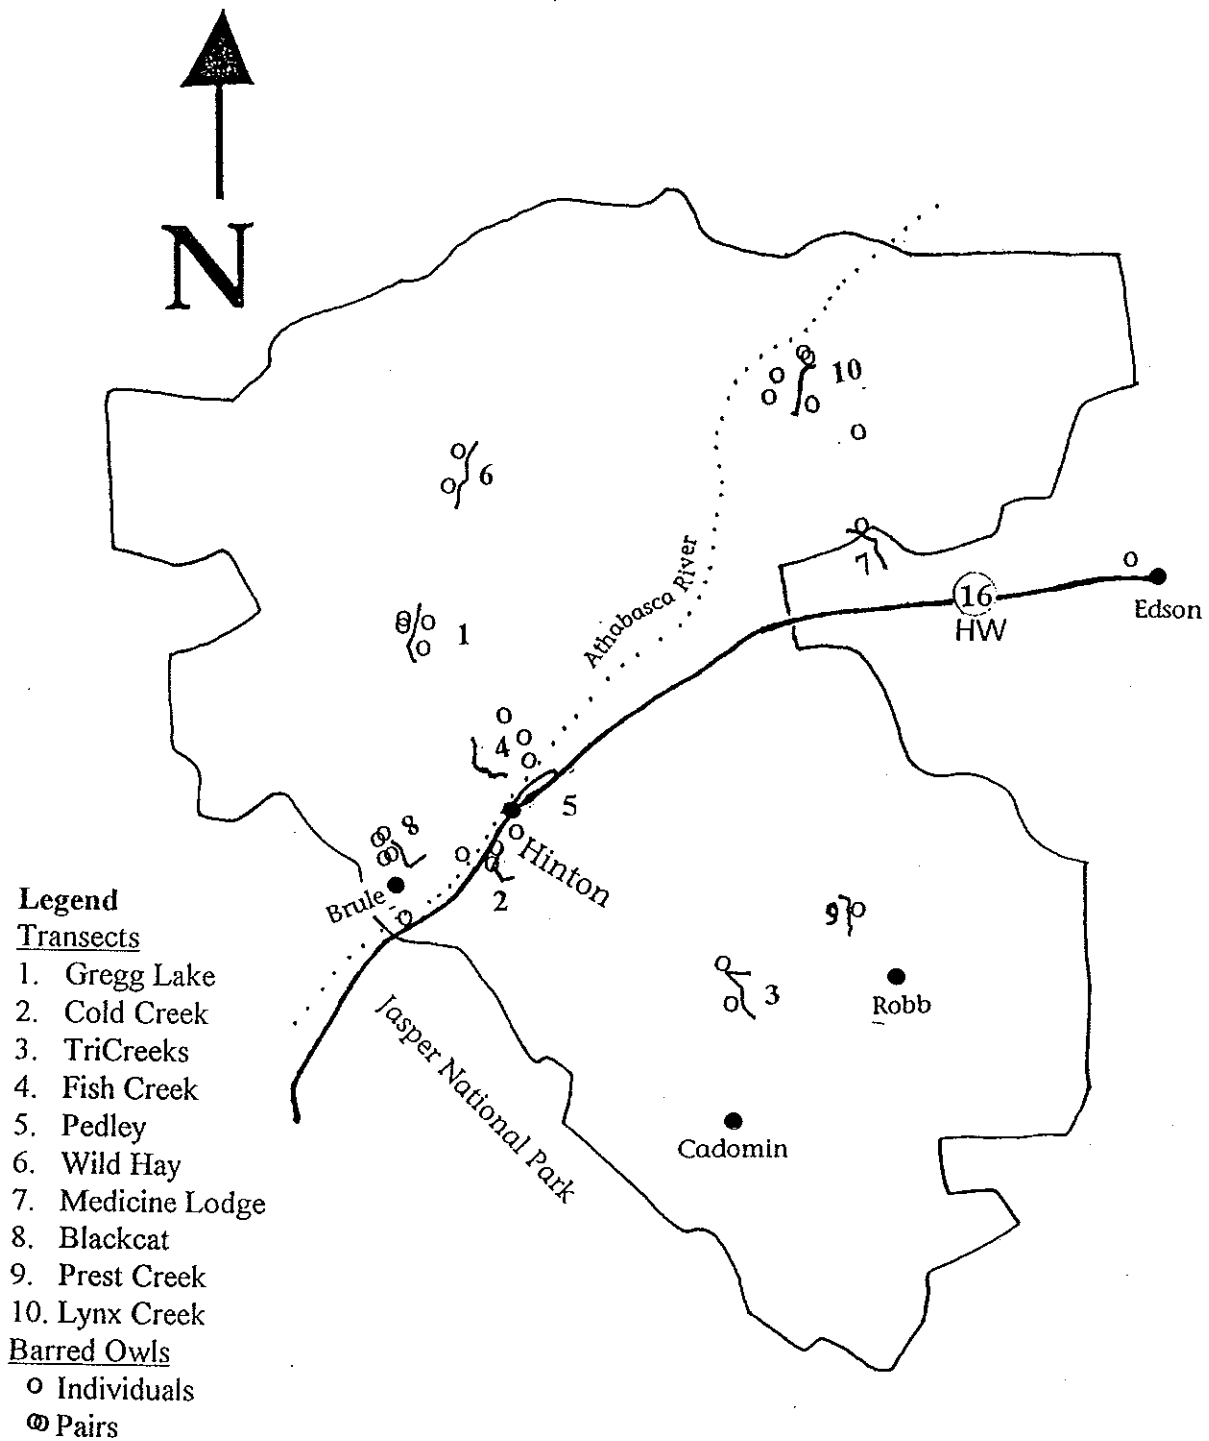 N
10
6
Athabasca River
7
16
HW
Edson
1
4
5
8
Hinton
2
Brule
9
3
Robb
Jasper National Park
Cadomin
Legend
Transects
1. Gregg Lake
2. Cold Creek
3. TriCreeks
4. Fish Creek
5. Pedley
6. Wild Hay
7. Medicine Lodge
8. Blackcat
9. Prest Creek
10. Lynx Creek
Barred Owls
Individuals
Pairs